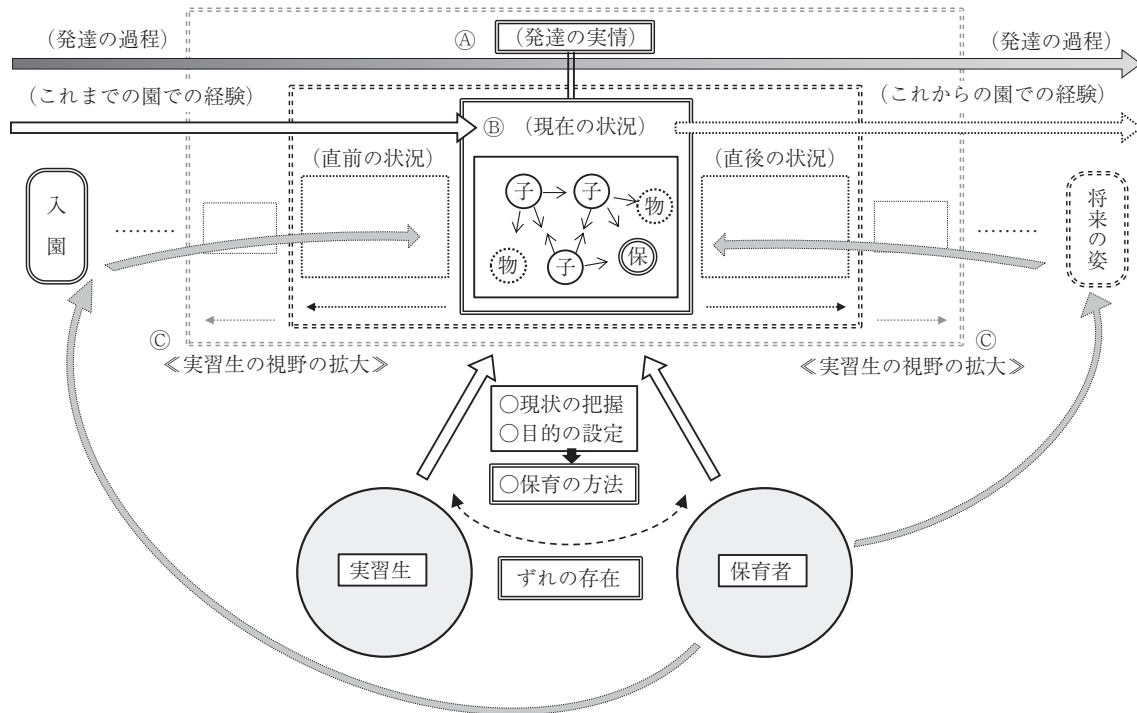 Ⓐ
（発達の実情）
（発達の過程）
（発達の過程）
（これまでの園での経験）
（これからの園での経験）
Ⓑ
（現在の状況）
（直前の状況）
（直後の状況）
入園
子
子
物
物
子
保
将来の姿
Ⓒ
Ⓒ
≪実習生の視野の拡大≫
≪実習生の視野の拡大≫
○現状の把握
○目的の設定
○保育の方法
実習生
ずれの存在
保育者